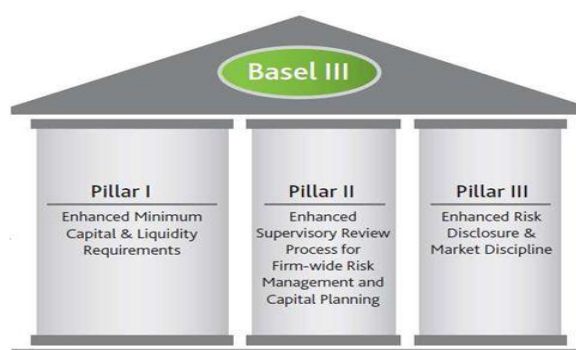 Basel III
Pillar I
Enhanced Minimum
Capital & Liquidity
Requirements
Pillar II
Enhanced
Supervisory Review
Process for
Firm-wide Risk
Management and
Capital Planning
Pillar III
Enhanced Risk
Disclosure &
Market Discipline